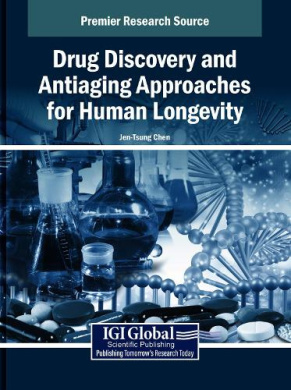 Premier Research Source
Drug Discovery and
Antiaging Approaches
for Human Longevity
Jen-Tsung Chen
IGI Global
Scientific Publishing
Publishing Tomorrow's Research Today